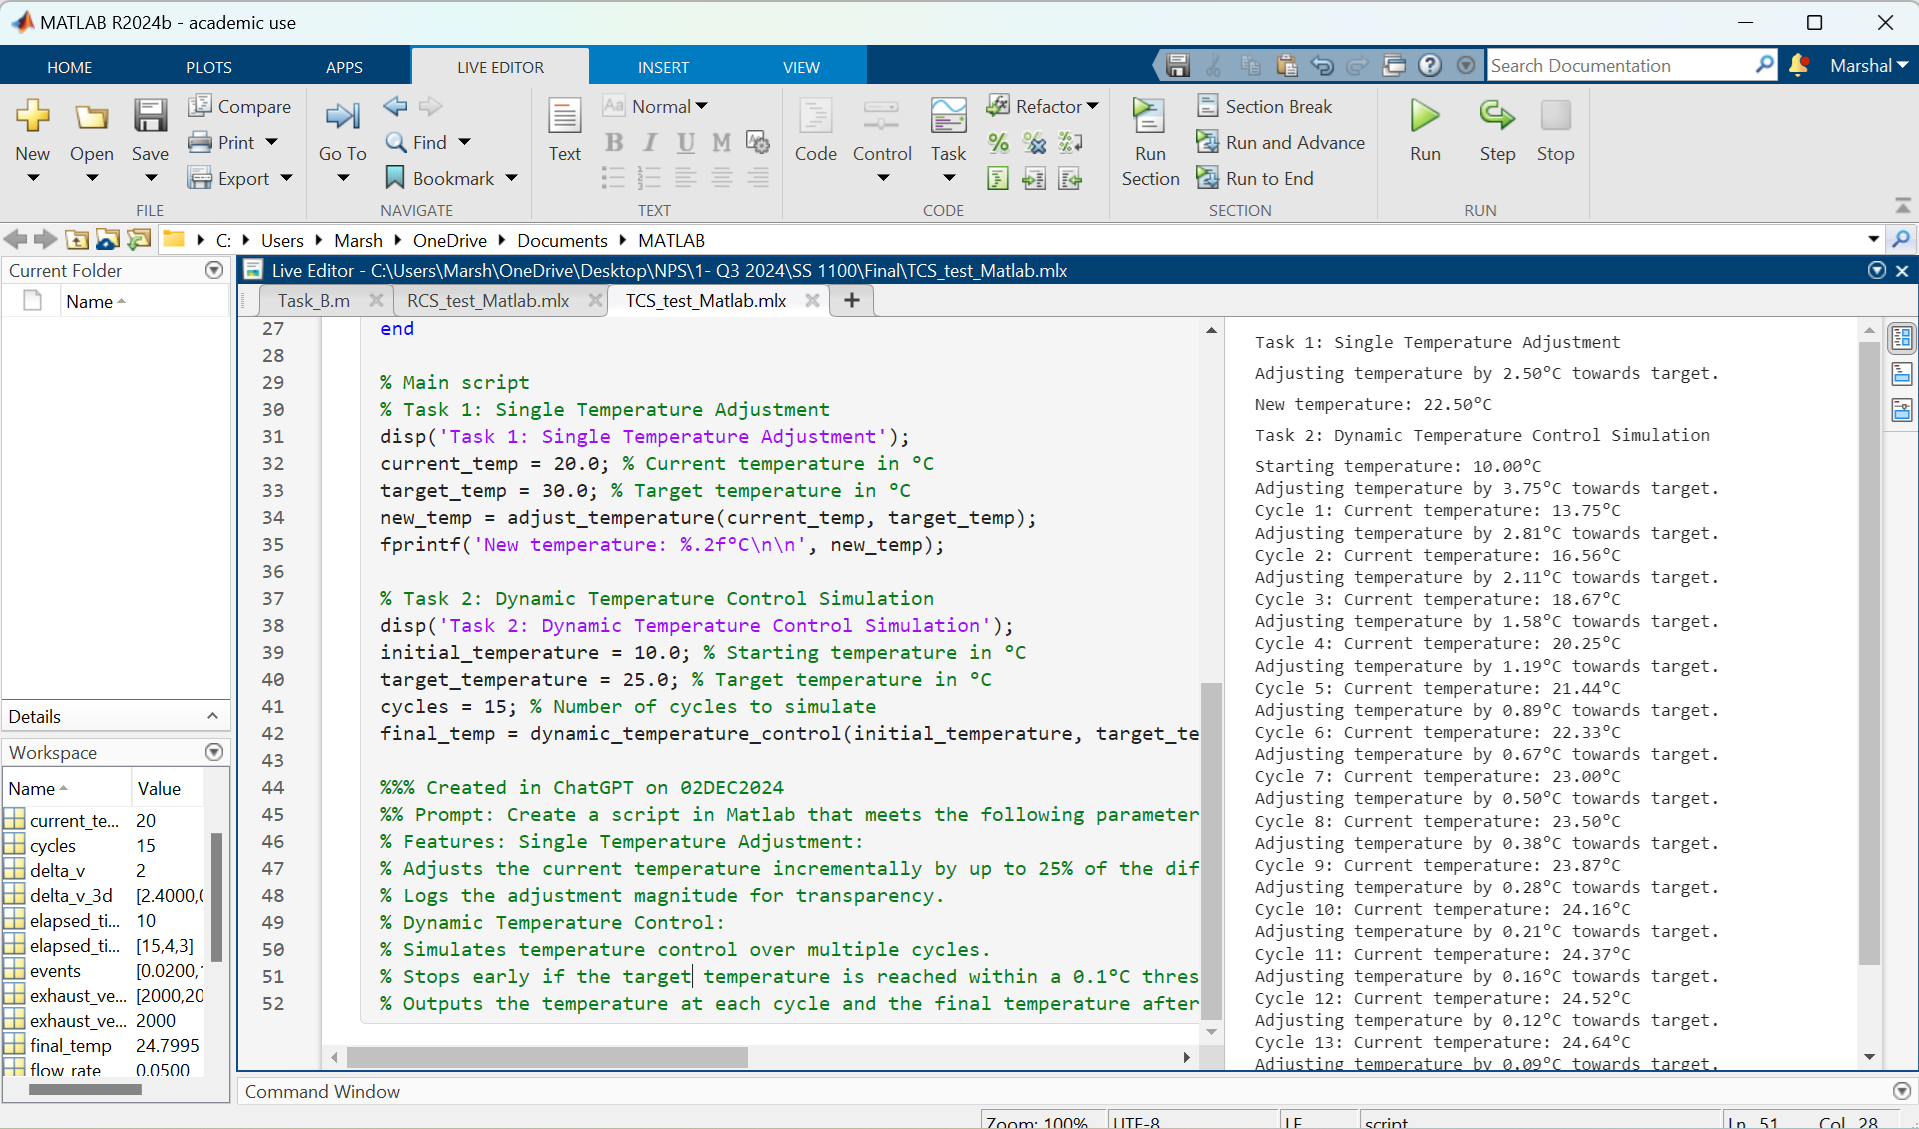 MATLAB R2024b - academic use
HOME PLOTS APPS LIVE EDITOR INSERT VIEW Search Documentation Marshal
New Open Save Compare Print Export
Go To Find Bookmark
Text Aa Normal B I U M
Code Control Task Refactor
Run Section Section Break Run and Advance Run to End
Run Step Stop
FILE NAVIGATE TEXT CODE SECTION RUN
C: Users Marsh OneDrive Documents MATLAB
Current Folder
Name
Details
Workspace
Name Value
current_te... 20
cycles 15
delta_v 2
delta_v_3d [2.4000,
elapsed_ti... 10
elapsed_ti... [15,4,3]
events [0.0200,
exhaust_ve... [2000,20
exhaust_ve... 2000
final_temp 24.7995
flow_rate 0.0500
Live Editor - C:\Users\Marsh\OneDrive\Desktop\NPS\1- Q3 2024\SS 1100\Final\TCS_test_Matlab.mlx
Task_B.m RCS_test_Matlab.mlx TCS_test_Matlab.mlx +
27 end
28
29 % Main script
30 % Task 1: Single Temperature Adjustment
31 disp('Task 1: Single Temperature Adjustment');
32 current_temp = 20.0; % Current temperature in °C
33 target_temp = 30.0; % Target temperature in °C
34 new_temp = adjust_temperature(current_temp, target_temp);
35 fprintf('New temperature: %.2f°C\n\n', new_temp);
36
37 % Task 2: Dynamic Temperature Control Simulation
38 disp('Task 2: Dynamic Temperature Control Simulation');
39 initial_temperature = 10.0; % Starting temperature in °C
40 target_temperature = 25.0; % Target temperature in °C
41 cycles = 15; % Number of cycles to simulate
42 final_temp = dynamic_temperature_control(initial_temperature, target_te
43
44 %%% Created in ChatGPT on 02DEC2024
45 %% Prompt: Create a script in Matlab that meets the following parameter
46 % Features: Single Temperature Adjustment:
47 % Adjusts the current temperature incrementally by up to 25% of the dif
48 % Logs the adjustment magnitude for transparency.
49 % Dynamic Temperature Control:
50 % Simulates temperature control over multiple cycles.
51 % Stops early if the target temperature is reached within a 0.1°C thres
52 % Outputs the temperature at each cycle and the final temperature after
Task 1: Single Temperature Adjustment
Adjusting temperature by 2.50°C towards target.
New temperature: 22.50°C
Task 2: Dynamic Temperature Control Simulation
Starting temperature: 10.00°C
Adjusting temperature by 3.75°C towards target.
Cycle 1: Current temperature: 13.75°C
Adjusting temperature by 2.81°C towards target.
Cycle 2: Current temperature: 16.56°C
Adjusting temperature by 2.11°C towards target.
Cycle 3: Current temperature: 18.67°C
Adjusting temperature by 1.58°C towards target.
Cycle 4: Current temperature: 20.25°C
Adjusting temperature by 1.19°C towards target.
Cycle 5: Current temperature: 21.44°C
Adjusting temperature by 0.89°C towards target.
Cycle 6: Current temperature: 22.33°C
Adjusting temperature by 0.67°C towards target.
Cycle 7: Current temperature: 23.00°C
Adjusting temperature by 0.50°C towards target.
Cycle 8: Current temperature: 23.50°C
Adjusting temperature by 0.38°C towards target.
Cycle 9: Current temperature: 23.87°C
Adjusting temperature by 0.28°C towards target.
Cycle 10: Current temperature: 24.16°C
Adjusting temperature by 0.21°C towards target.
Cycle 11: Current temperature: 24.37°C
Adjusting temperature by 0.16°C towards target.
Cycle 12: Current temperature: 24.52°C
Adjusting temperature by 0.12°C towards target.
Cycle 13: Current temperature: 24.64°C
Adjusting temperature by 0.09°C towards target.
Command Window
Zoom: 100% UTF-8 LF script Ln 51 Col 28